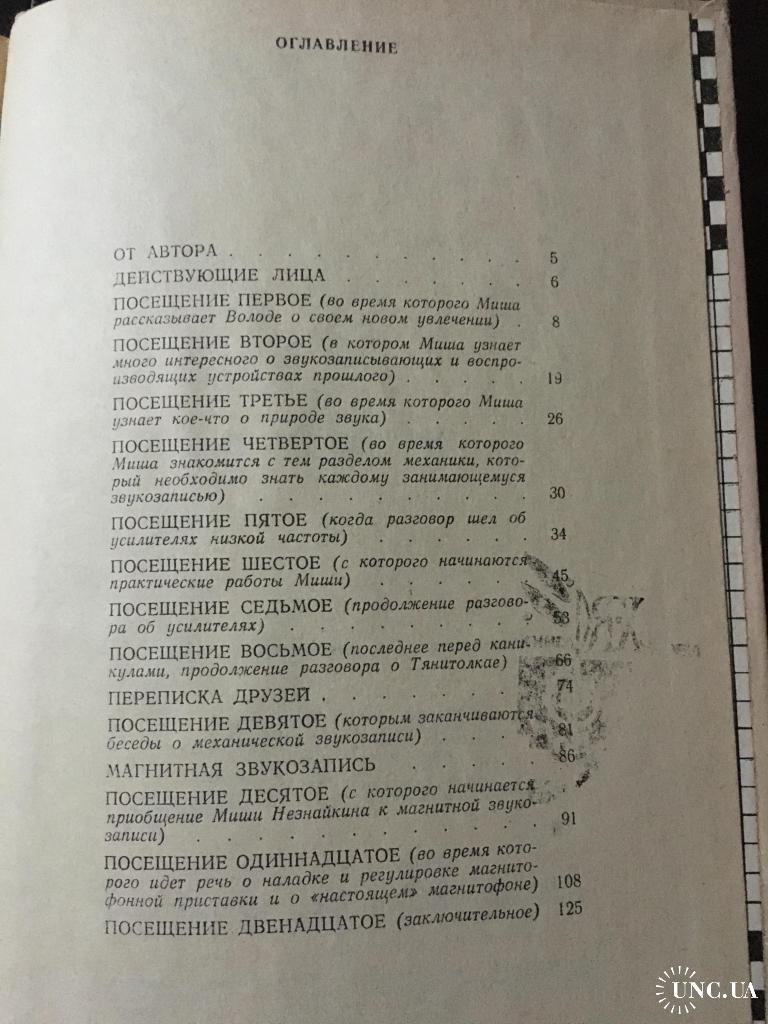 ОГЛАВЛЕНИЕ
ОТ АВТОРА . . . . . . . . . . . 5
ДЕЙСТВУЮЩИЕ ЛИЦА . . . . . . . 6
ПОСЕЩЕНИЕ ПЕРВОЕ (во время которого Миша
рассказывает Володе о своем новом увлечении) . 8
ПОСЕЩЕНИЕ ВТОРОЕ (в котором Миша узнает
много интересного о звукозаписывающих и воспро-
изводящих устройствах прошлого) . . . . . 19
ПОСЕЩЕНИЕ ТРЕТЬЕ (во время которого Миша
узнает кое-что о природе звука) . . . . . 26
ПОСЕЩЕНИЕ ЧЕТВЕРТОЕ (во время которого
Миша знакомится с тем разделом механики, кото-
рый необходимо знать каждому занимающемуся
звукозаписью) . . . . . . . . . 30
ПОСЕЩЕНИЕ ПЯТОЕ (когда разговор шел об
усилителях низкой частоты) . . . . . . 34
ПОСЕЩЕНИЕ ШЕСТОЕ (с которого начинаются
практические работы Миши) . . . . . . 45
ПОСЕЩЕНИЕ СЕДЬМОЕ (продолжение разгово-
ра об усилителях) . . . . . . . . 53
ПОСЕЩЕНИЕ ВОСЬМОЕ (последнее перед кани-
кулами, продолжение разговора о Тянитолкае) 66
ПЕРЕПИСКА ДРУЗЕЙ . . . . . . . 74
ПОСЕЩЕНИЕ ДЕВЯТОЕ (которым заканчиваются
беседы о механической звукозаписи) . . . . 81
МАГНИТНАЯ ЗВУКОЗАПИСЬ . . . . 86
ПОСЕЩЕНИЕ ДЕСЯТОЕ (с которого начинается
приобщение Миши Незнайкина к магнитной звуко-
записи) . . . . . . . . . . 91
ПОСЕЩЕНИЕ ОДИННАДЦАТОЕ (во время кото-
рого идет речь о наладке и регулировке магнито-
фонной приставки и о «настоящем» магнитофоне) 108
ПОСЕЩЕНИЕ ДВЕНАДЦАТОЕ (заключительное) 125
UNC.UA